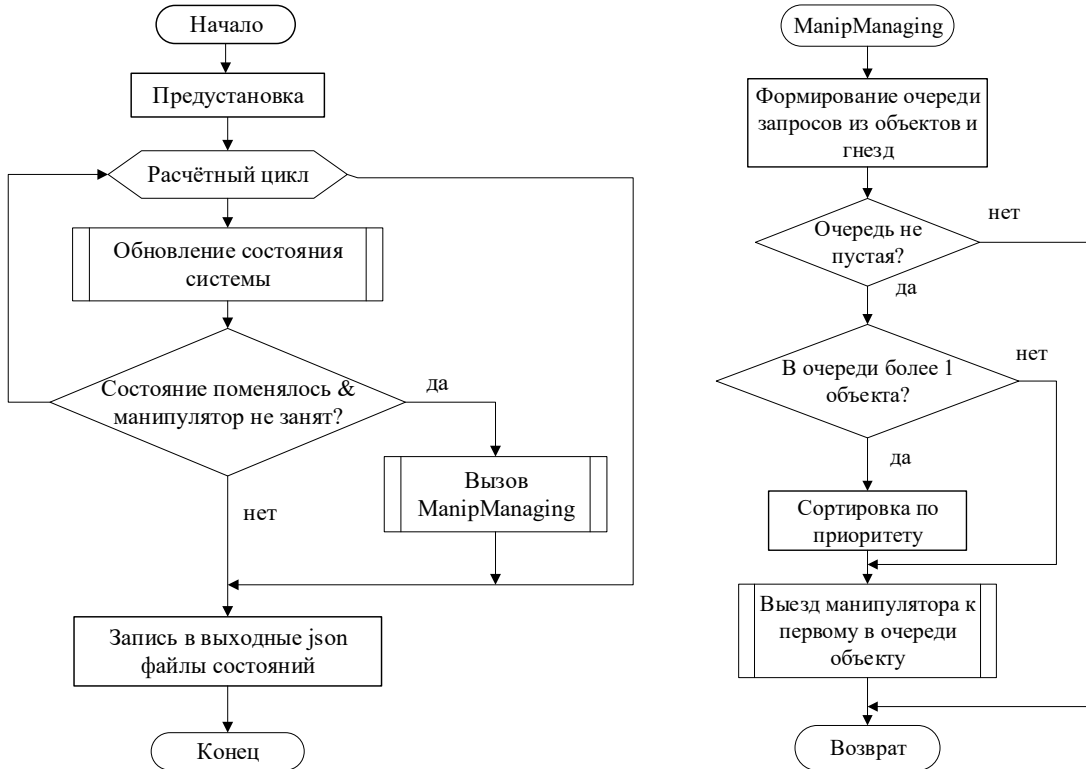 Начало
Предустановка
Расчётный цикл
Обновление состояния
системы
Состояние поменялось &
манипулятор не занят?
да
Вызов
ManipManaging
нет
Запись в выходные json
файлы состояний
Конец
ManipManaging
Формирование очереди
запросов из объектов и
гнезд
Очередь не
пустая?
нет
да
В очереди более 1
объекта?
нет
да
Сортировка по
приоритету
Выезд манипулятора к
первому в очереди
объекту
Возврат